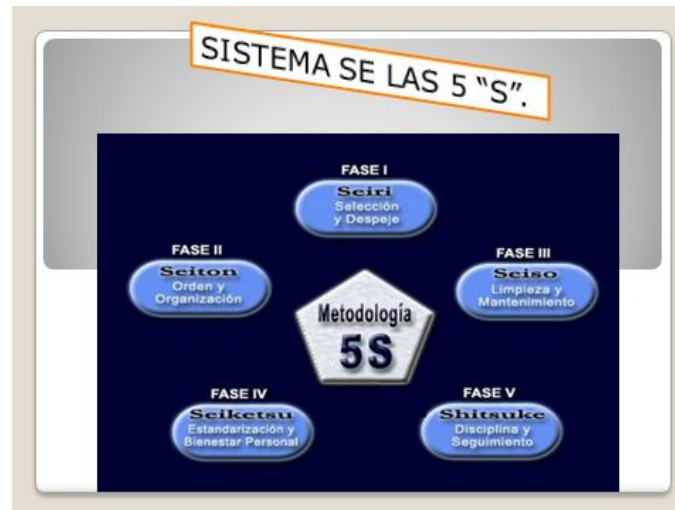 SISTEMA SE LAS 5 “S”.
FASE I
Seiri
Selección
y Despeje
FASE II
Seiton
Orden y
Organización
FASE III
Seiso
Limpieza y
Mantenimiento
Metodología
5S
FASE IV
Seiketsu
Estandarización y
Bienestar Personal
FASE V
Shitsuke
Disciplina y
Seguimiento